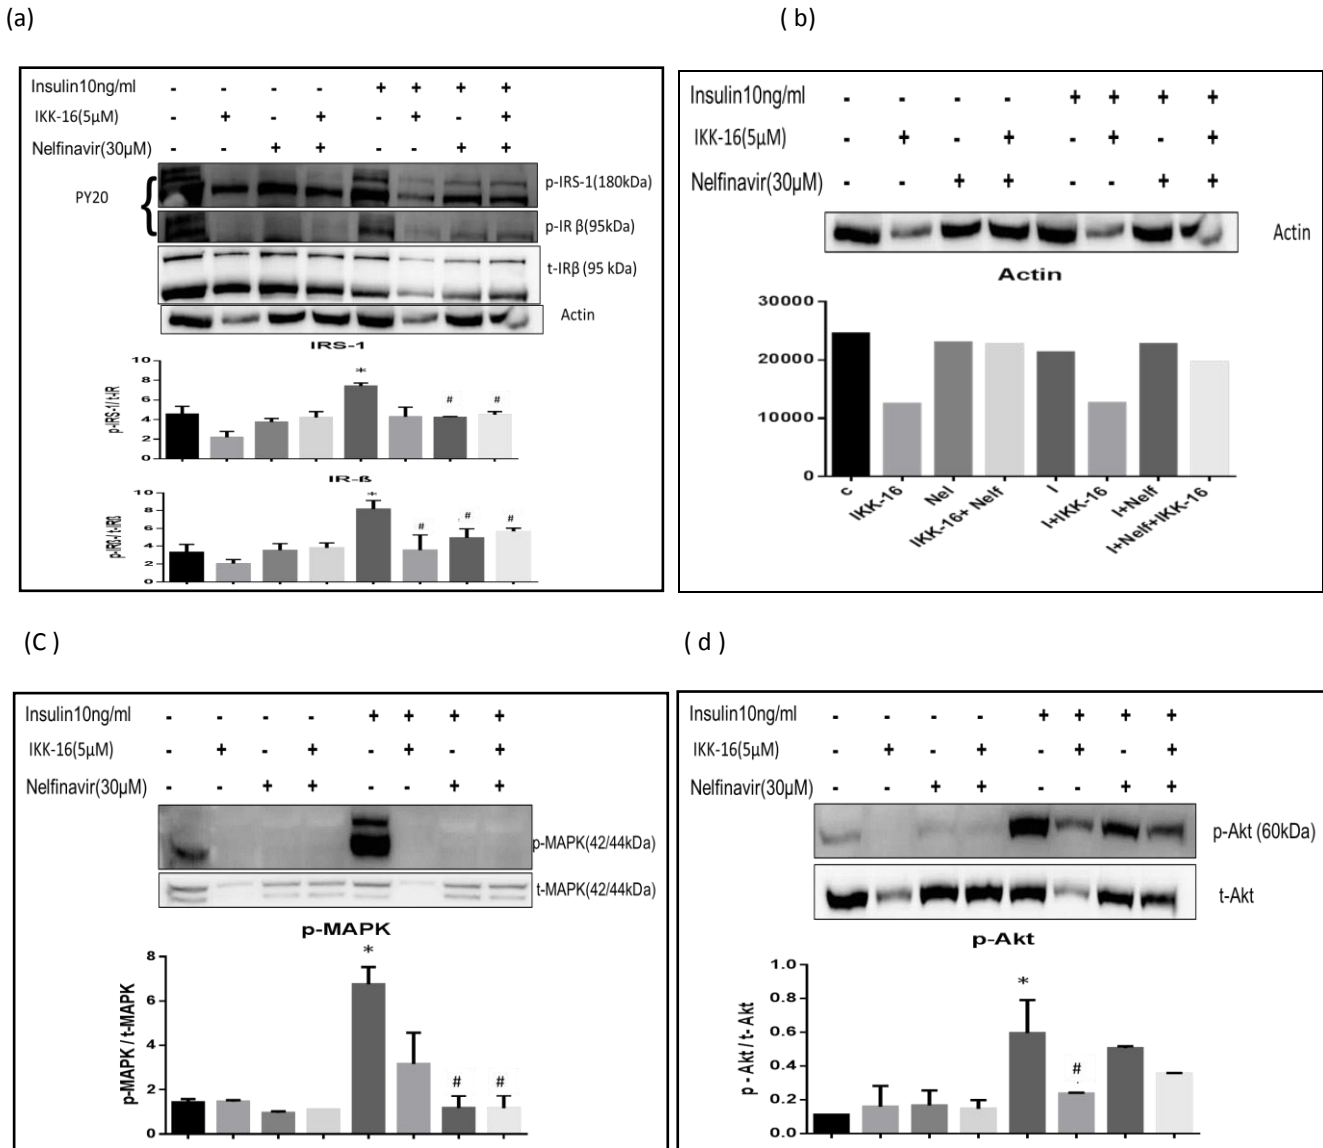 (a)
Insulin10ng/ml - - - - + + + +
IKK-16(5μM) - + - + - + - +
Nelfinavir(30μM) - - + + - - + +
PY20 {
p-IRS-1(180kDa)
p-IR β(95kDa)
t-IRβ (95 kDa)
Actin
IRS-1
p-IRS-1/ t-IR
10
8
6
4
2
0
*
#
#
IR-ß
p-IRß-/ t-IRß
10
8
6
4
2
0
*
#
#
#
( b)
Insulin10ng/ml - - - - + + + +
IKK-16(5μM) - + - + - + - +
Nelfinavir(30μM) - - + + - - + +
Actin
Actin
30000
20000
10000
0
c
IKK-16
Nel
IKK-16+ Nelf
I
I+IKK-16
I+Nelf
I+Nelf+IKK-16
(C )
Insulin10ng/ml - - - - + + + +
IKK-16(5μM) - + - + - + - +
Nelfinavir(30μM) - - + + - - + +
p-MAPK(42/44kDa)
t-MAPK(42/44kDa)
p-MAPK
p-MAPK / t-MAPK
8
6
4
2
0
*
#
#
( d )
Insulin10ng/ml - - - - + + + +
IKK-16(5μM) - + - + - + - +
Nelfinavir(30μM) - - + + - - + +
p-Akt (60kDa)
t-Akt
p-Akt
p - Akt / t- Akt
1.0
0.8
0.6
0.4
0.2
0.0
*
#